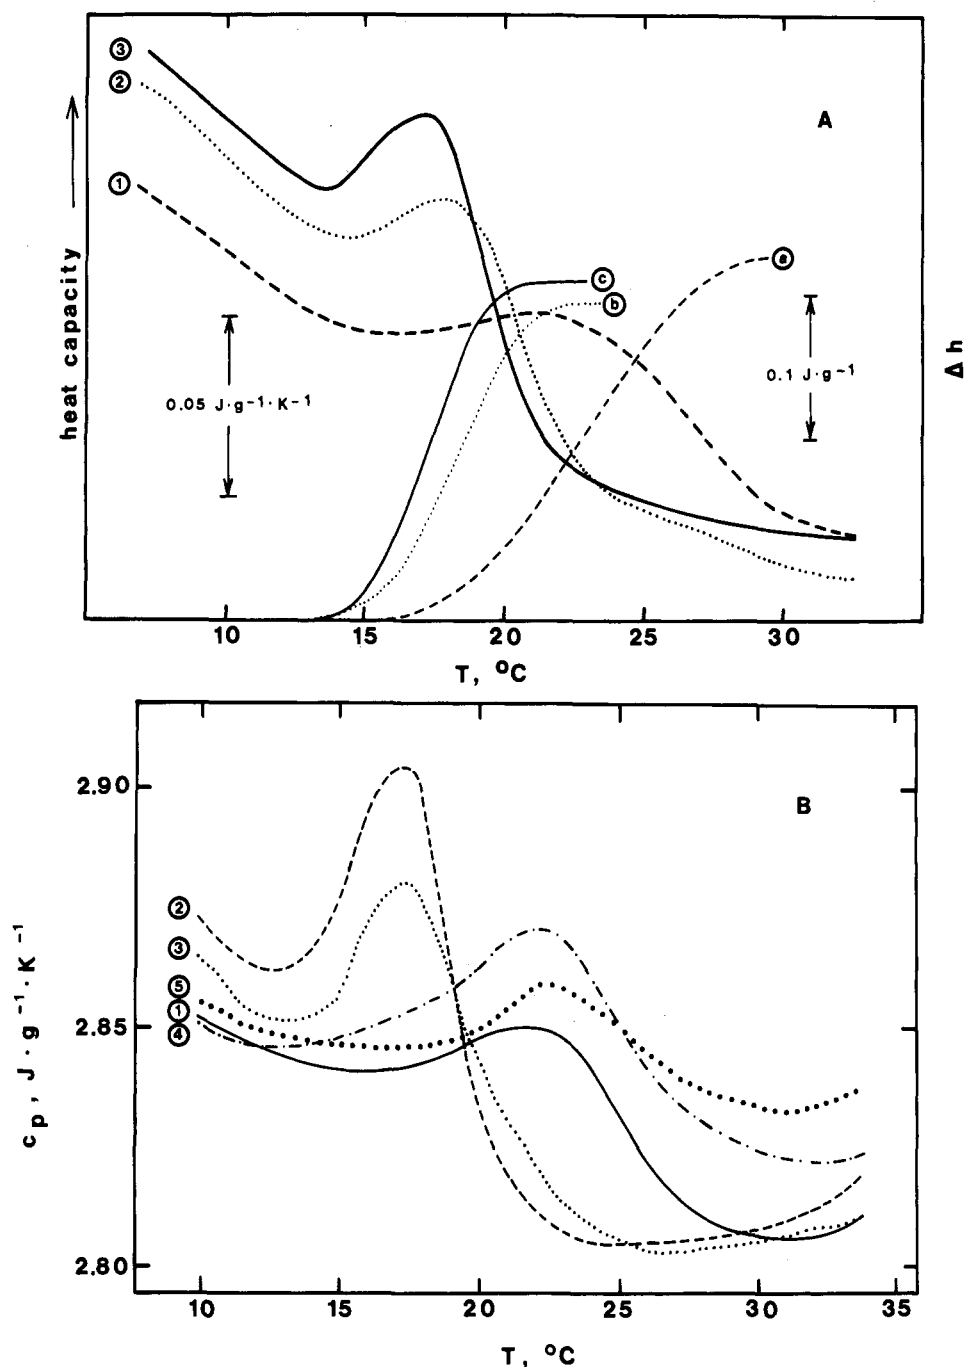 ③
②
①
A
heat capacity
0.05 J·g⁻¹·K⁻¹
ⓒ
ⓑ
ⓐ
0.1 J·g⁻¹
Δh
10 15 20 25 30
T, °C
B
2.90
2.85
2.80
②
③
⑤
①
④
cp, J·g⁻¹·K⁻¹
10 15 20 25 30 35
T, °C